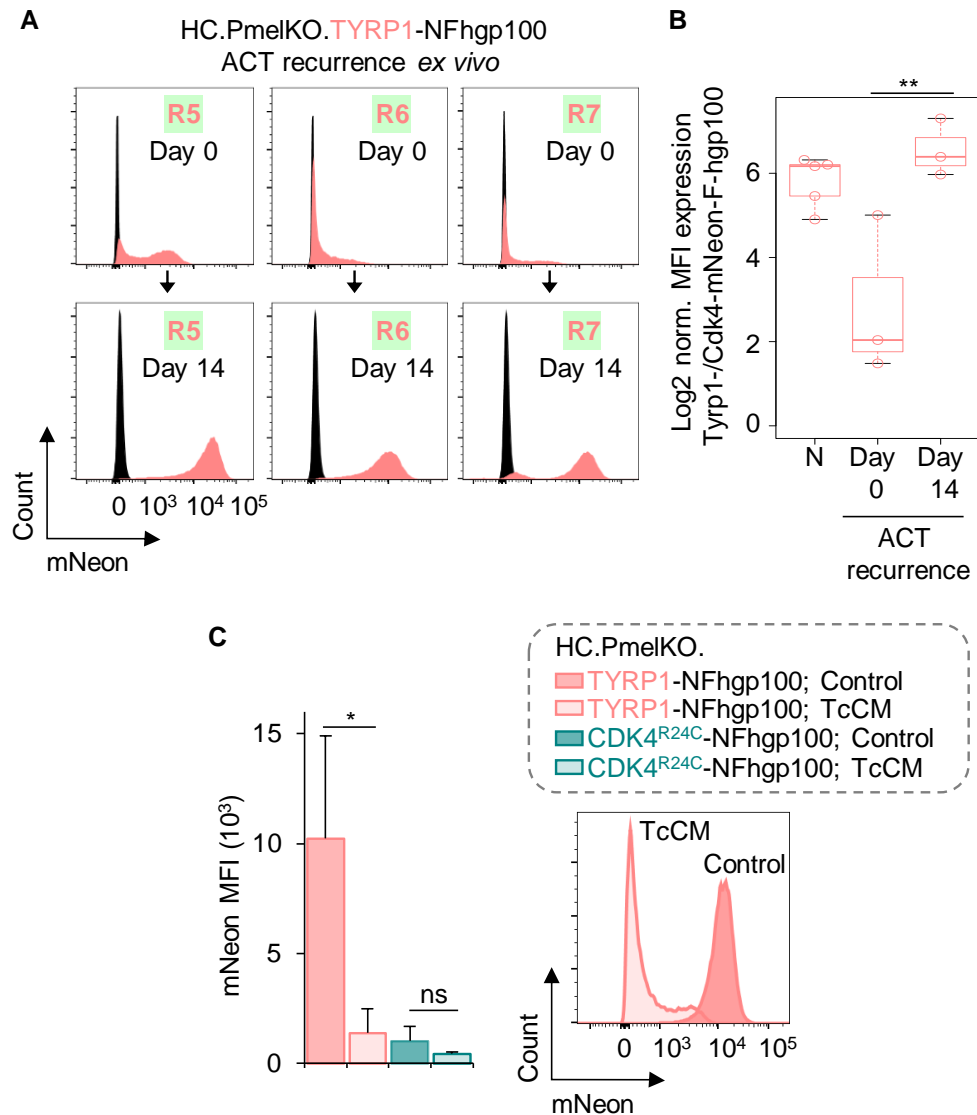 A
HC.PmelKO.TYRP1-NFhgp100
ACT recurrence ex vivo
R5
Day 0
R6
Day 0
R7
Day 0
R5
Day 14
R6
Day 14
R7
Day 14
0 10³ 10⁴ 10⁵
Count
mNeon
B
Log2 norm. MFI expression
Tyrp1-/Cdk4-mNeon-F-hgp100
**
6
4
2
0
N
Day
0
Day
14
ACT
recurrence
C
mNeon MFI (10³)
15
10
5
0
*
ns
HC.PmelKO.
TYRP1-NFhgp100; Control
TYRP1-NFhgp100; TcCM
CDK4ᴿ²⁴ᶜ-NFhgp100; Control
CDK4ᴿ²⁴ᶜ-NFhgp100; TcCM
TcCM
Control
0 10³ 10⁴ 10⁵
Count
mNeon